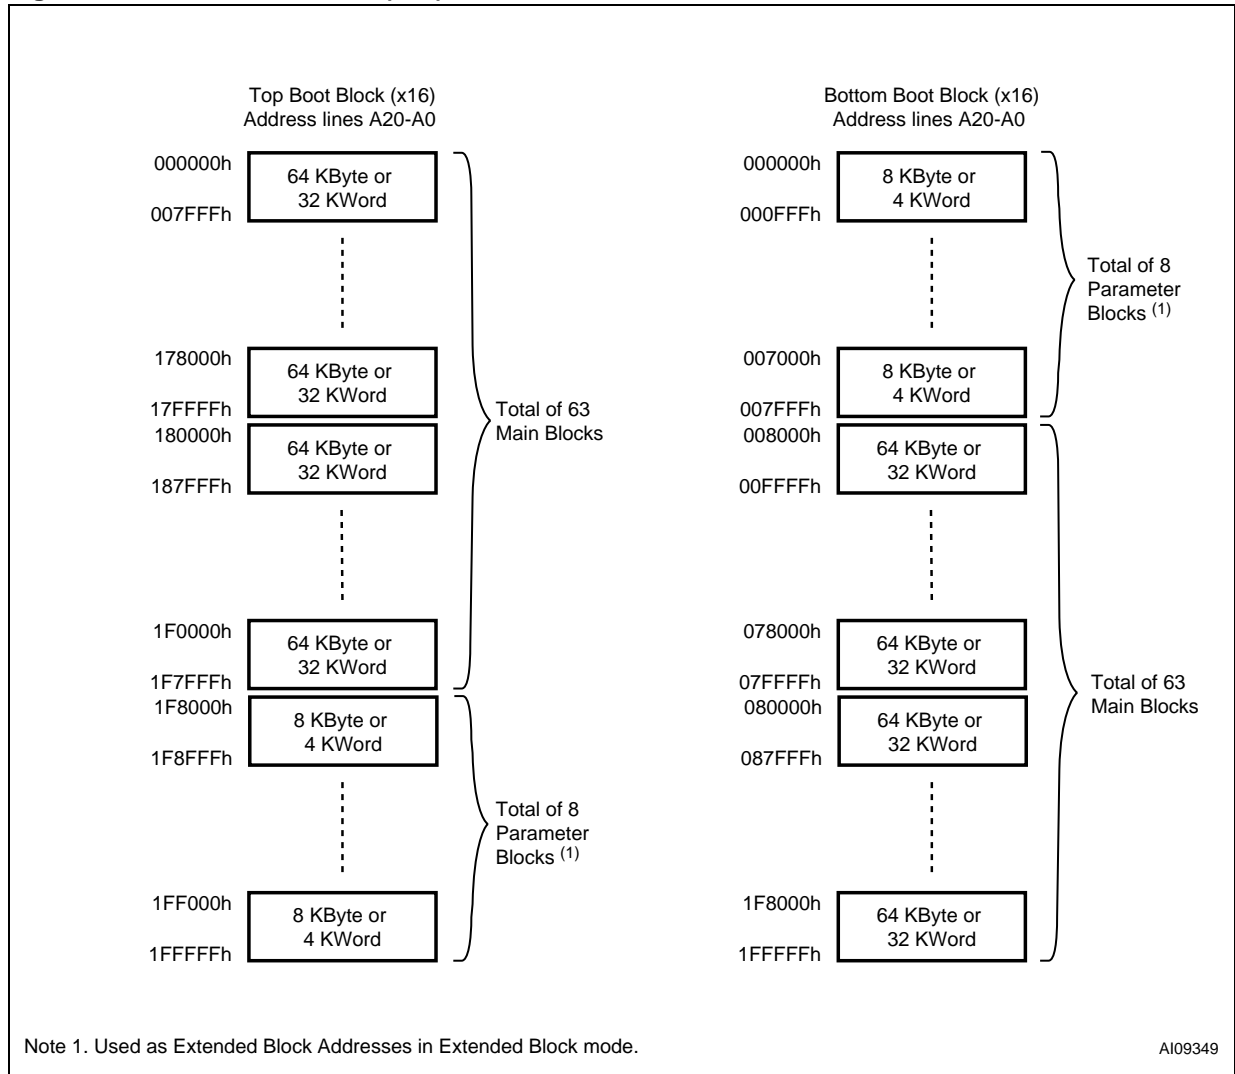 Top Boot Block (x16)
Address lines A20-A0
000000h
64 KByte or
32 KWord
007FFFh
178000h
64 KByte or
32 KWord
17FFFFh
180000h
64 KByte or
32 KWord
187FFFh
Total of 63
Main Blocks
1F0000h
64 KByte or
32 KWord
1F7FFFh
1F8000h
8 KByte or
4 KWord
1F8FFFh
Total of 8
Parameter
Blocks (1)
1FF000h
8 KByte or
4 KWord
1FFFFFh
Bottom Boot Block (x16)
Address lines A20-A0
000000h
8 KByte or
4 KWord
000FFFh
Total of 8
Parameter
Blocks (1)
007000h
8 KByte or
4 KWord
007FFFh
008000h
64 KByte or
32 KWord
00FFFFh
078000h
64 KByte or
32 KWord
07FFFFh
080000h
64 KByte or
32 KWord
087FFFh
Total of 63
Main Blocks
1F8000h
64 KByte or
32 KWord
1FFFFFh
Note 1. Used as Extended Block Addresses in Extended Block mode.
AI09349